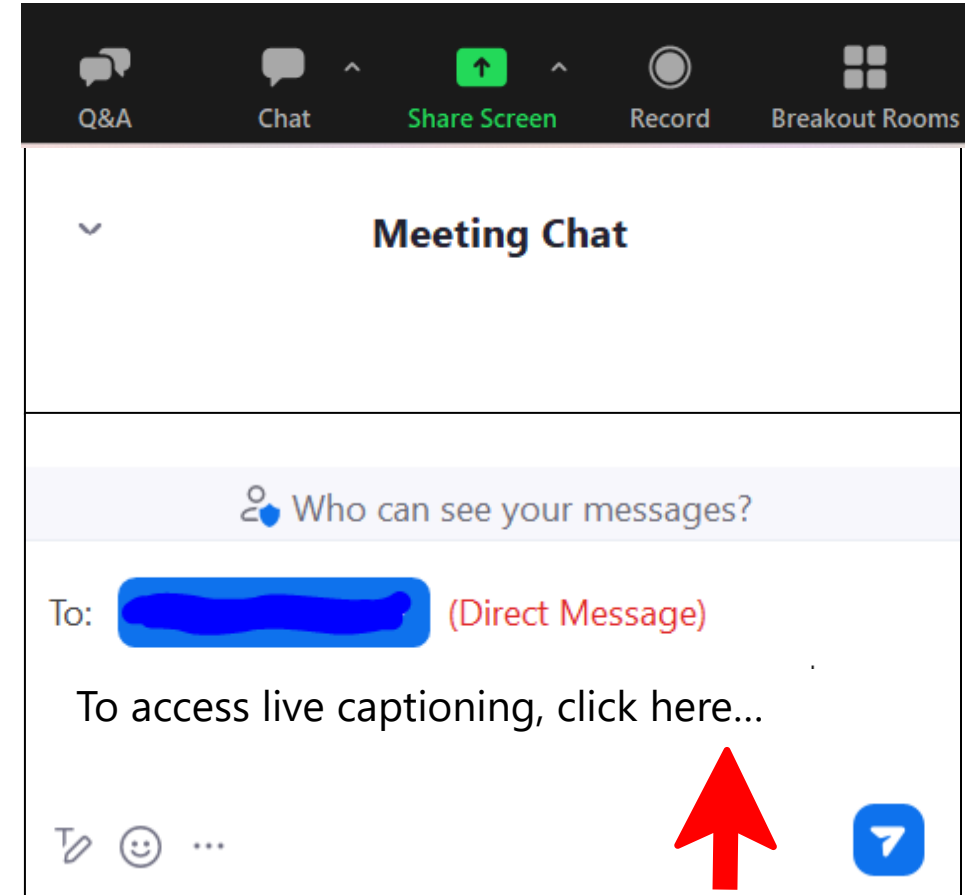 Q&A Chat Share Screen Record Breakout Rooms
Meeting Chat
Who can see your messages?
To: (Direct Message)
To access live captioning, click here...